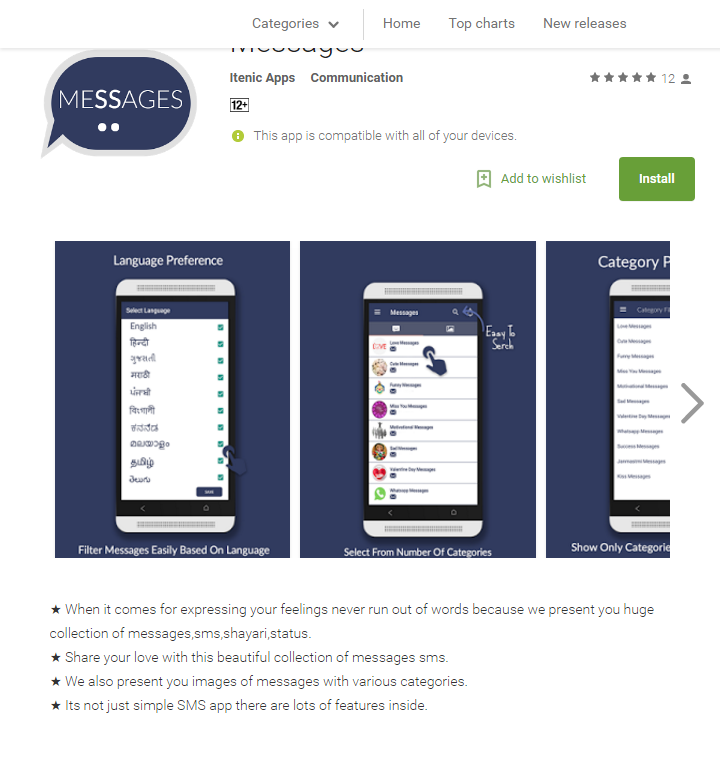 Categories Home Top charts New releases
Messages
MESSAGES
Itenic Apps Communication 12
12+
This app is compatible with all of your devices.
Add to wishlist Install
Language Preference
Select Language
English
हिन्दी
ગુજરાતી
मराठी
ਪੰਜਾਬੀ
ಕನ್ನಡ
മലയാളം
தமிழ்
తెలుగు
SAVE
Filter Messages Easily Based On Language
Messages
Easy To
Serch
Love Messages
Cute Messages
Funny Messages
Miss You Messages
Motivational Messages
Sad Messages
Valentine Day Messages
Whatsapp Messages
Select From Number Of Categories
Category P
Category Fi
Love Messages
Cute Messages
Funny Messages
Miss You Messages
Motivational Messages
Sad Messages
Valentine Day Messages
Whatsapp Messages
Success Messages
Janmasimi Messages
Kiss Messages
Show Only Categorie
★ When it comes for expressing your feelings never run out of words because we present you huge
collection of messages,sms,shayari,status.
★ Share your love with this beautiful collection of messages sms.
★ We also present you images of messages with various categories.
★ Its not just simple SMS app there are lots of features inside.